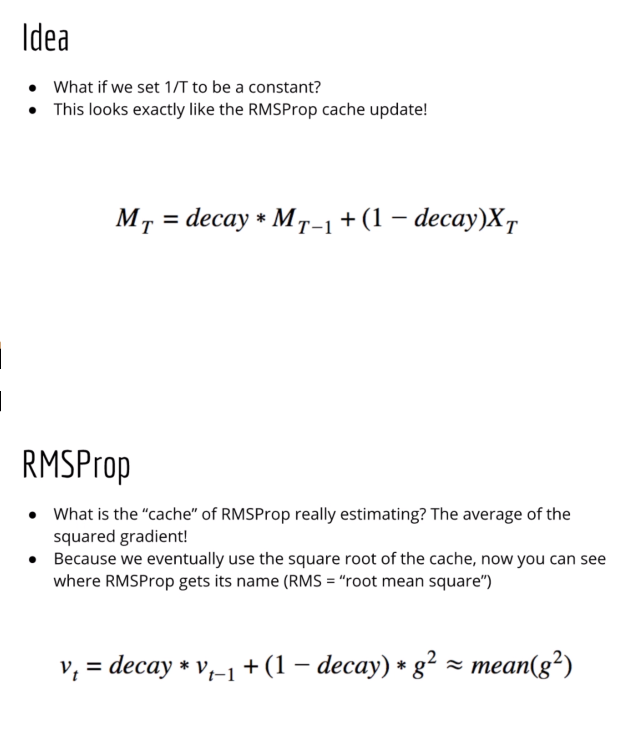 Idea
● What if we set 1/T to be a constant?
● This looks exactly like the RMSProp cache update!
M_T = decay * M_{T−1} + (1 − decay)X_T
RMSProp
● What is the “cache” of RMSProp really estimating? The average of the
squared gradient!
● Because we eventually use the square root of the cache, now you can see
where RMSProp gets its name (RMS = “root mean square”)
v_t = decay * v_{t−1} + (1 − decay) * g² ≈ mean(g²)